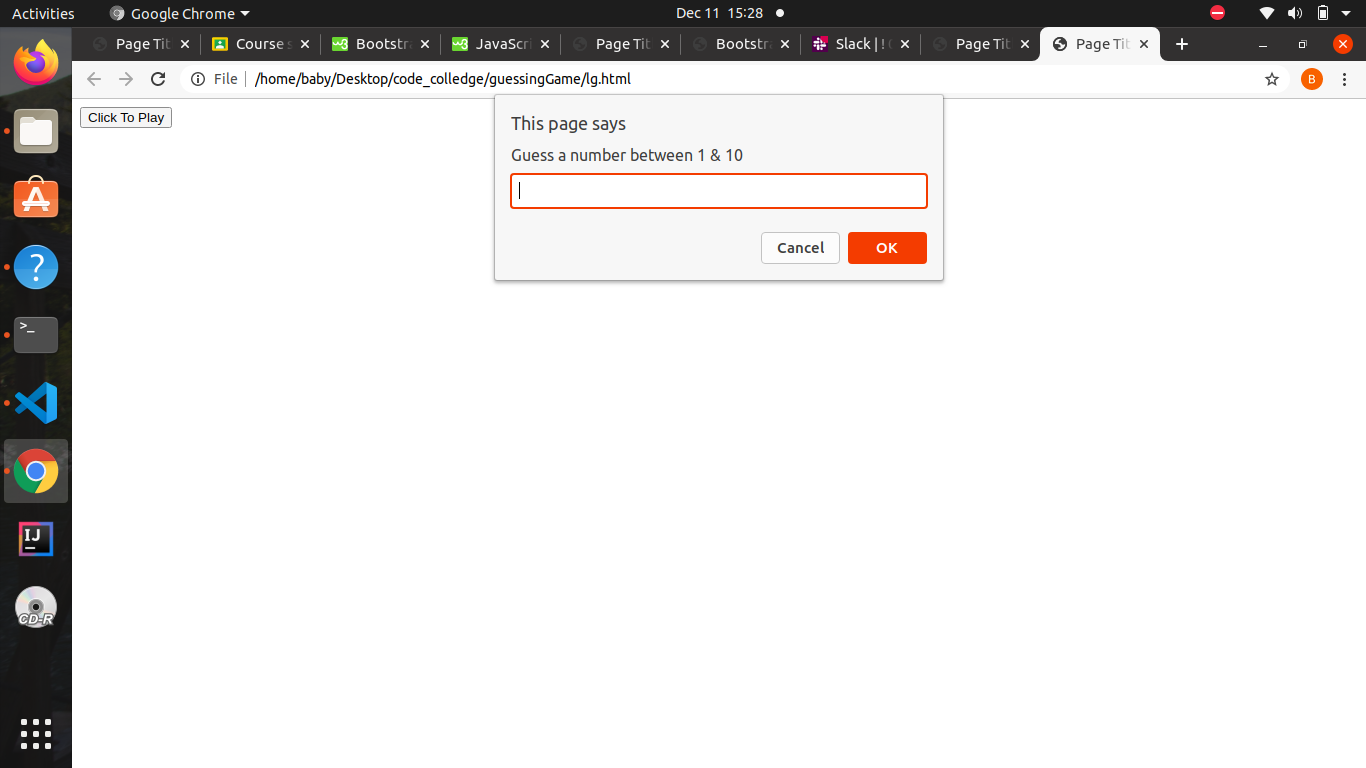 Activities Google Chrome Dec 11 15:28
Page Tit Course s Bootstra JavaScri Page Tit Bootstra Slack | ! Page Tit Page Tit
File /home/baby/Desktop/code_colledge/guessingGame/lg.html B
Click To Play
This page says
Guess a number between 1 & 10
Cancel OK
>_
IJ
CD-R